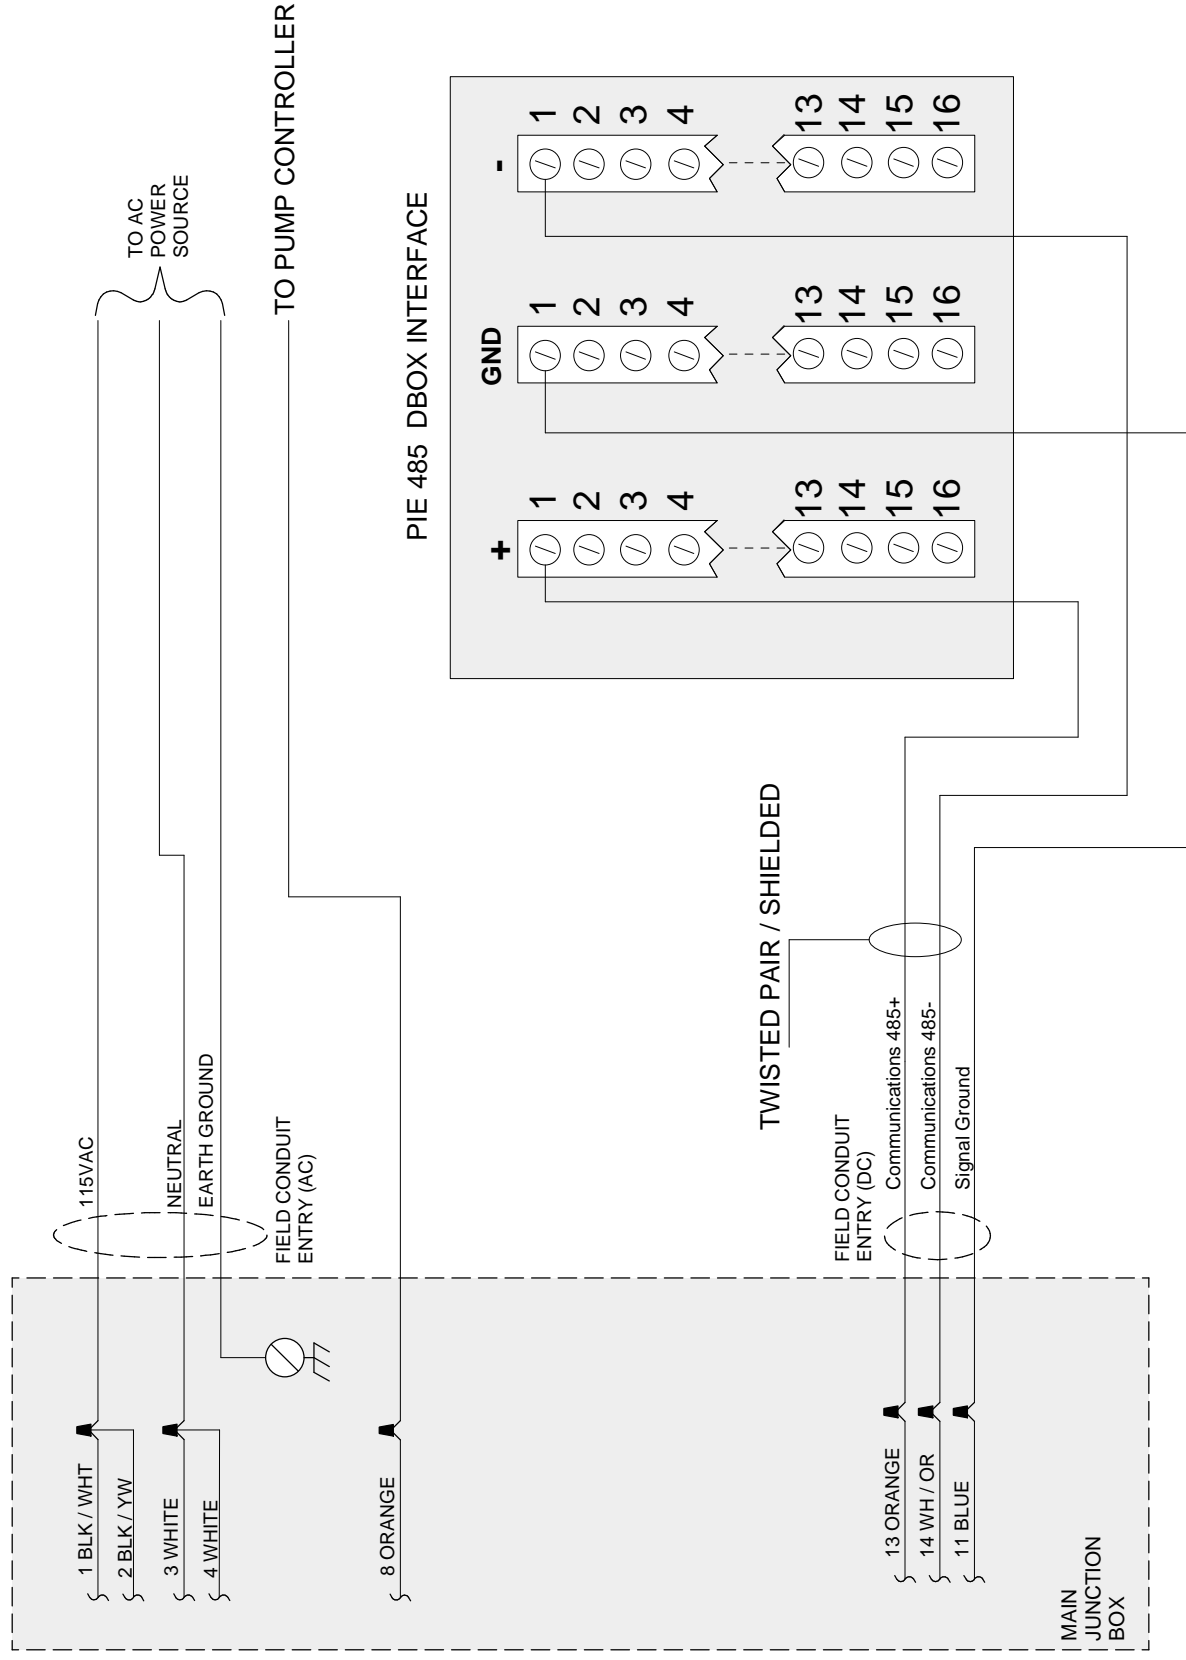 1 BLK / WHT
2 BLK / YW
3 WHITE
4 WHITE
8 ORANGE
13 ORANGE
14 WH / OR
11 BLUE
MAIN
JUNCTION
BOX
115VAC
NEUTRAL
EARTH GROUND
FIELD CONDUIT
ENTRY (AC)
FIELD CONDUIT
ENTRY (DC)
Communications 485+
Communications 485-
Signal Ground
TWISTED PAIR / SHIELDED
TO AC
POWER
SOURCE
TO PUMP CONTROLLER
PIE 485 DBOX INTERFACE
+
1
2
3
4
13
14
15
16
GND
1
2
3
4
13
14
15
16
-
1
2
3
4
13
14
15
16